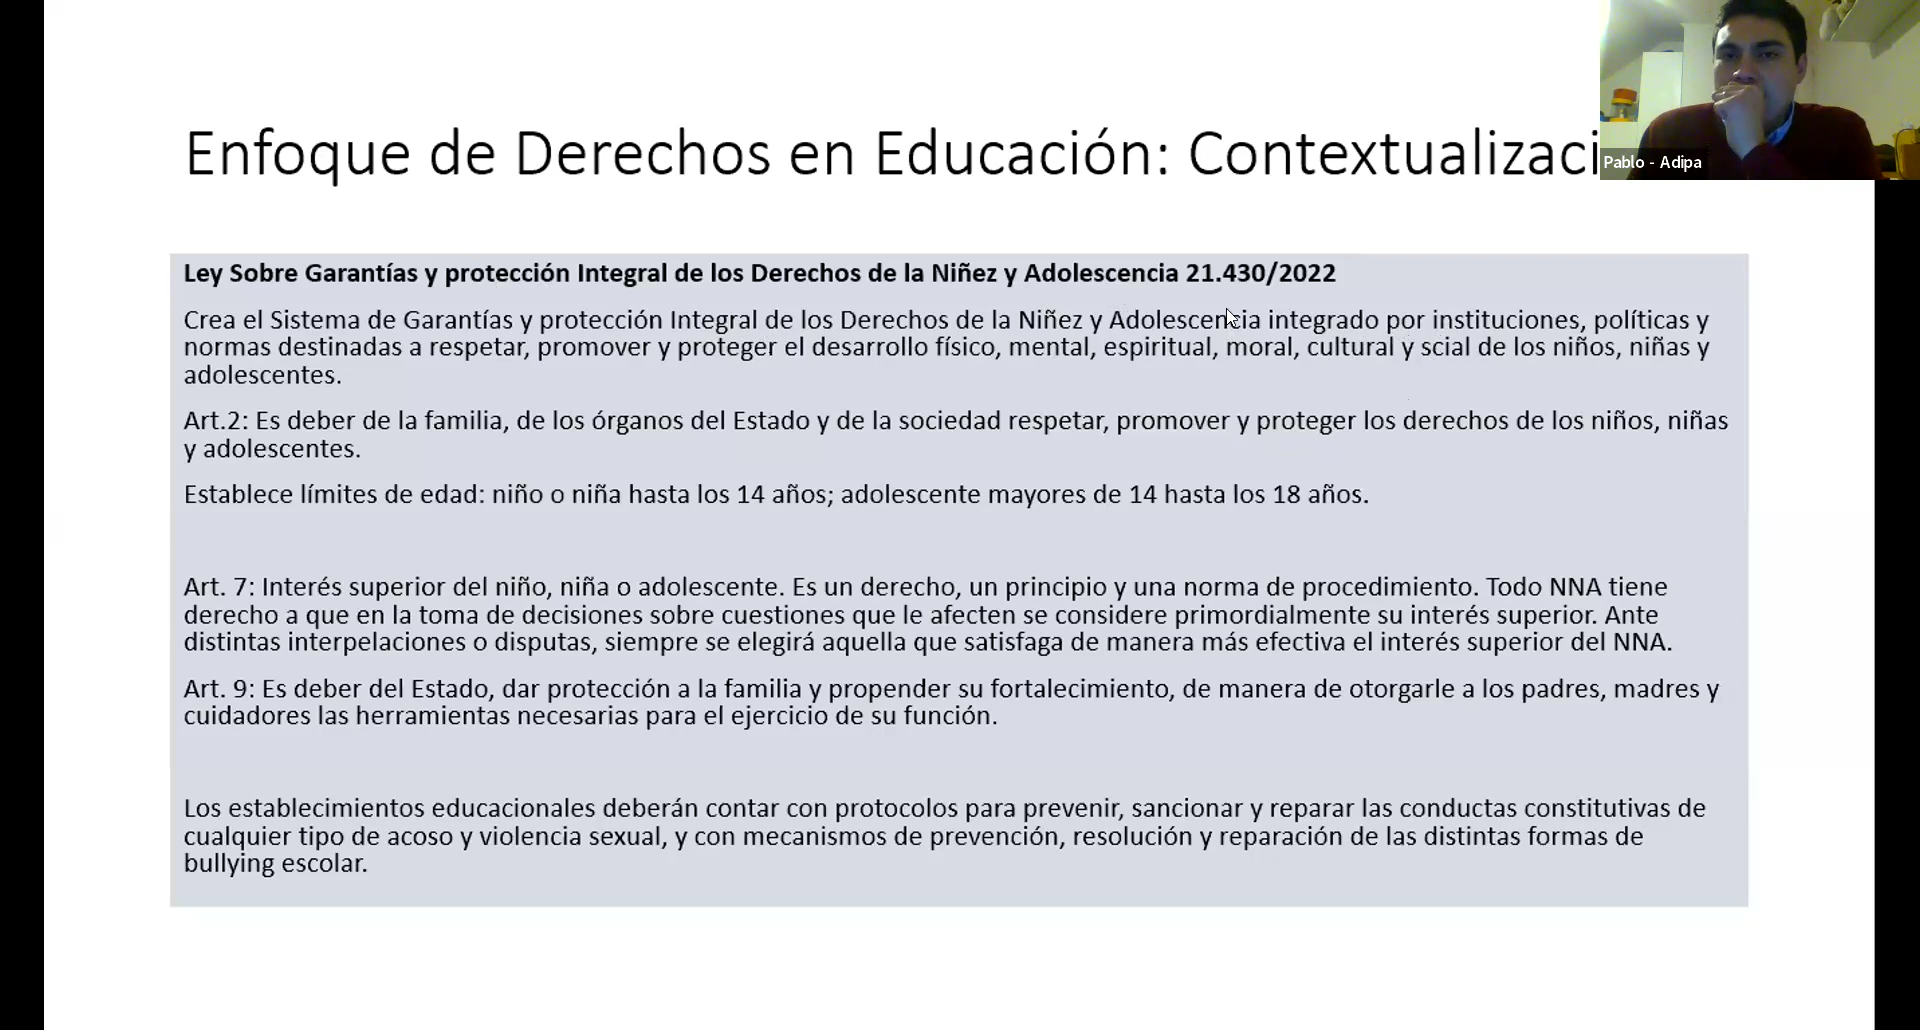 Enfoque de Derechos en Educación: Contextualizaci
Pablo - Adipa
Ley Sobre Garantías y protección Integral de los Derechos de la Niñez y Adolescencia 21.430/2022
Crea el Sistema de Garantías y protección Integral de los Derechos de la Niñez y Adolescencia integrado por instituciones, políticas y
normas destinadas a respetar, promover y proteger el desarrollo físico, mental, espiritual, moral, cultural y scial de los niños, niñas y
adolescentes.
Art.2: Es deber de la familia, de los órganos del Estado y de la sociedad respetar, promover y proteger los derechos de los niños, niñas
y adolescentes.
Establece límites de edad: niño o niña hasta los 14 años; adolescente mayores de 14 hasta los 18 años.
Art. 7: Interés superior del niño, niña o adolescente. Es un derecho, un principio y una norma de procedimiento. Todo NNA tiene
derecho a que en la toma de decisiones sobre cuestiones que le afecten se considere primordialmente su interés superior. Ante
distintas interpelaciones o disputas, siempre se elegirá aquella que satisfaga de manera más efectiva el interés superior del NNA.
Art. 9: Es deber del Estado, dar protección a la familia y propender su fortalecimiento, de manera de otorgarle a los padres, madres y
cuidadores las herramientas necesarias para el ejercicio de su función.
Los establecimientos educacionales deberán contar con protocolos para prevenir, sancionar y reparar las conductas constitutivas de
cualquier tipo de acoso y violencia sexual, y con mecanismos de prevención, resolución y reparación de las distintas formas de
bullying escolar.